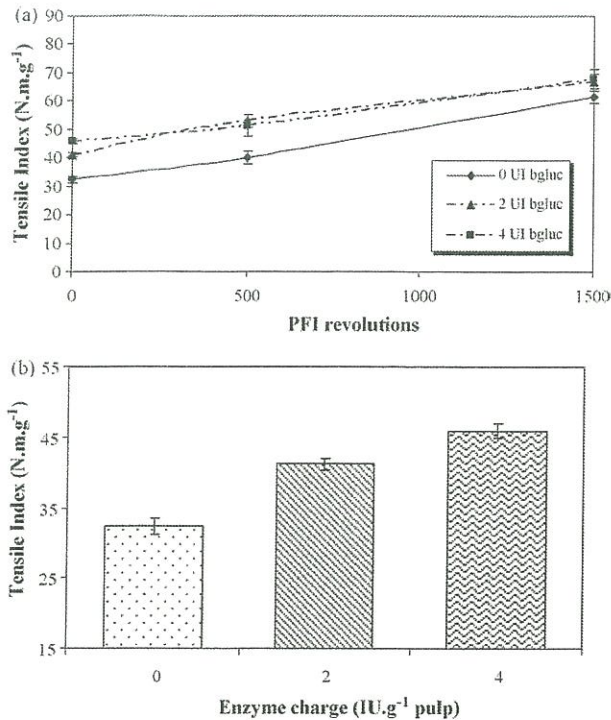 (a)
Tensile Index (N.m.g⁻¹)
90
80
70
60
50
40
30
20
10
0
0 UI bgluc
2 UI bgluc
4 UI bgluc
0 500 1000 1500
PFI revolutions
(b)
Tensile Index (N.m.g⁻¹)
55
45
35
25
15
0 2 4
Enzyme charge (IU.g⁻¹ pulp)